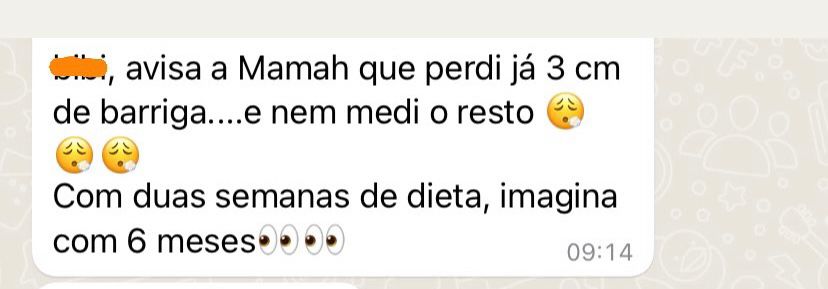 , avisa a Mamah que perdi já 3 cm
de barriga....e nem medi o resto 😮‍💨
😮‍💨😮‍💨
Com duas semanas de dieta, imagina
com 6 meses👀👀
09:14